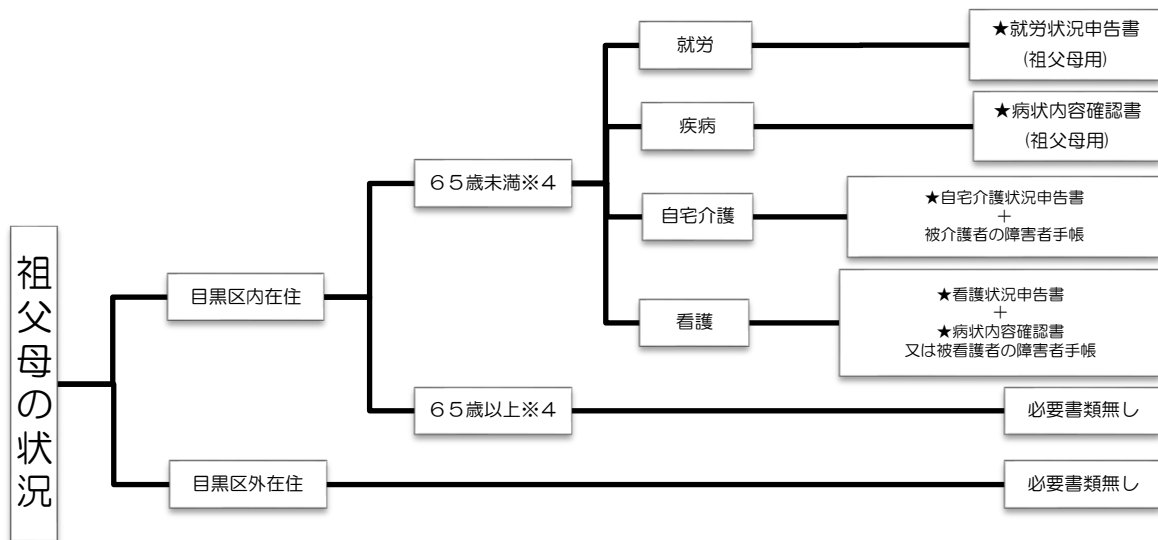 祖父母の状況
目黒区内在住
65歳未満※4
就労
★就労状況申告書
(祖父母用)
疾病
★病状内容確認書
(祖父母用)
自宅介護
★自宅介護状況申告書
+
被介護者の障害者手帳
看護
★看護状況申告書
+
★病状内容確認書
又は被看護者の障害者手帳
65歳以上※4
必要書類無し
目黒区外在住
必要書類無し